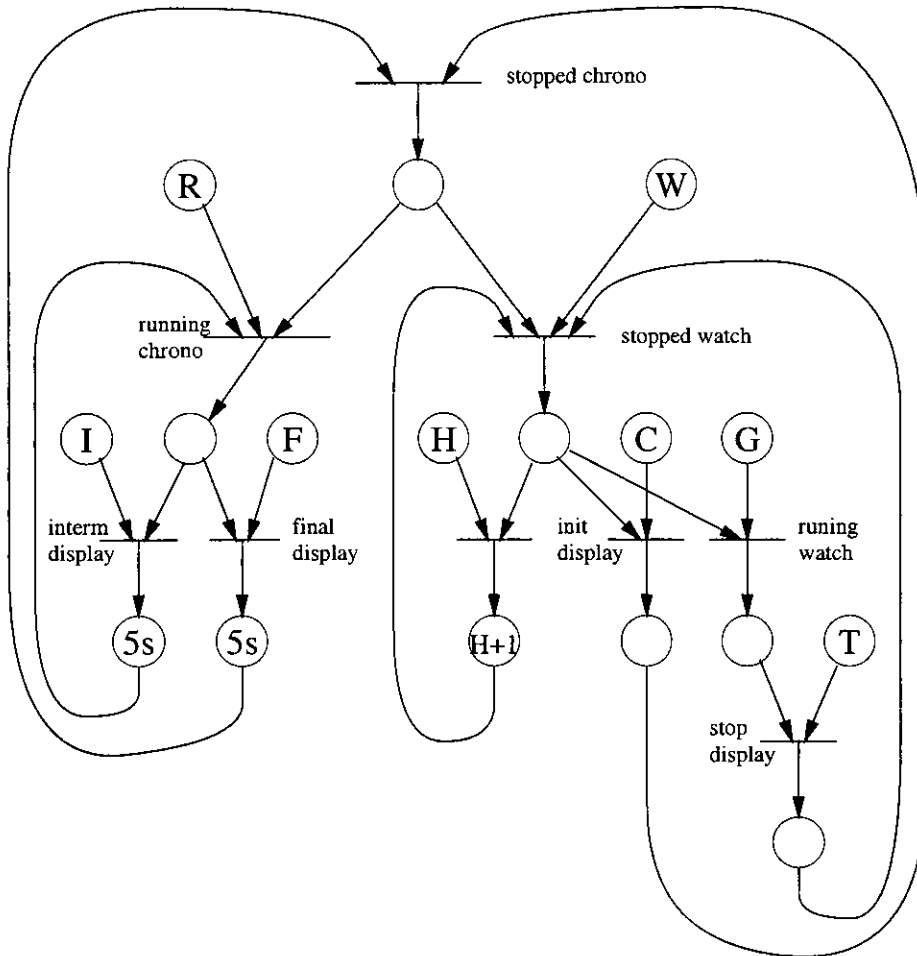 stopped chrono
R
W
running
chrono
stopped watch
I
F
H
C
G
interm
display
final
display
init
display
runing
watch
5s
5s
H+1
T
stop
display